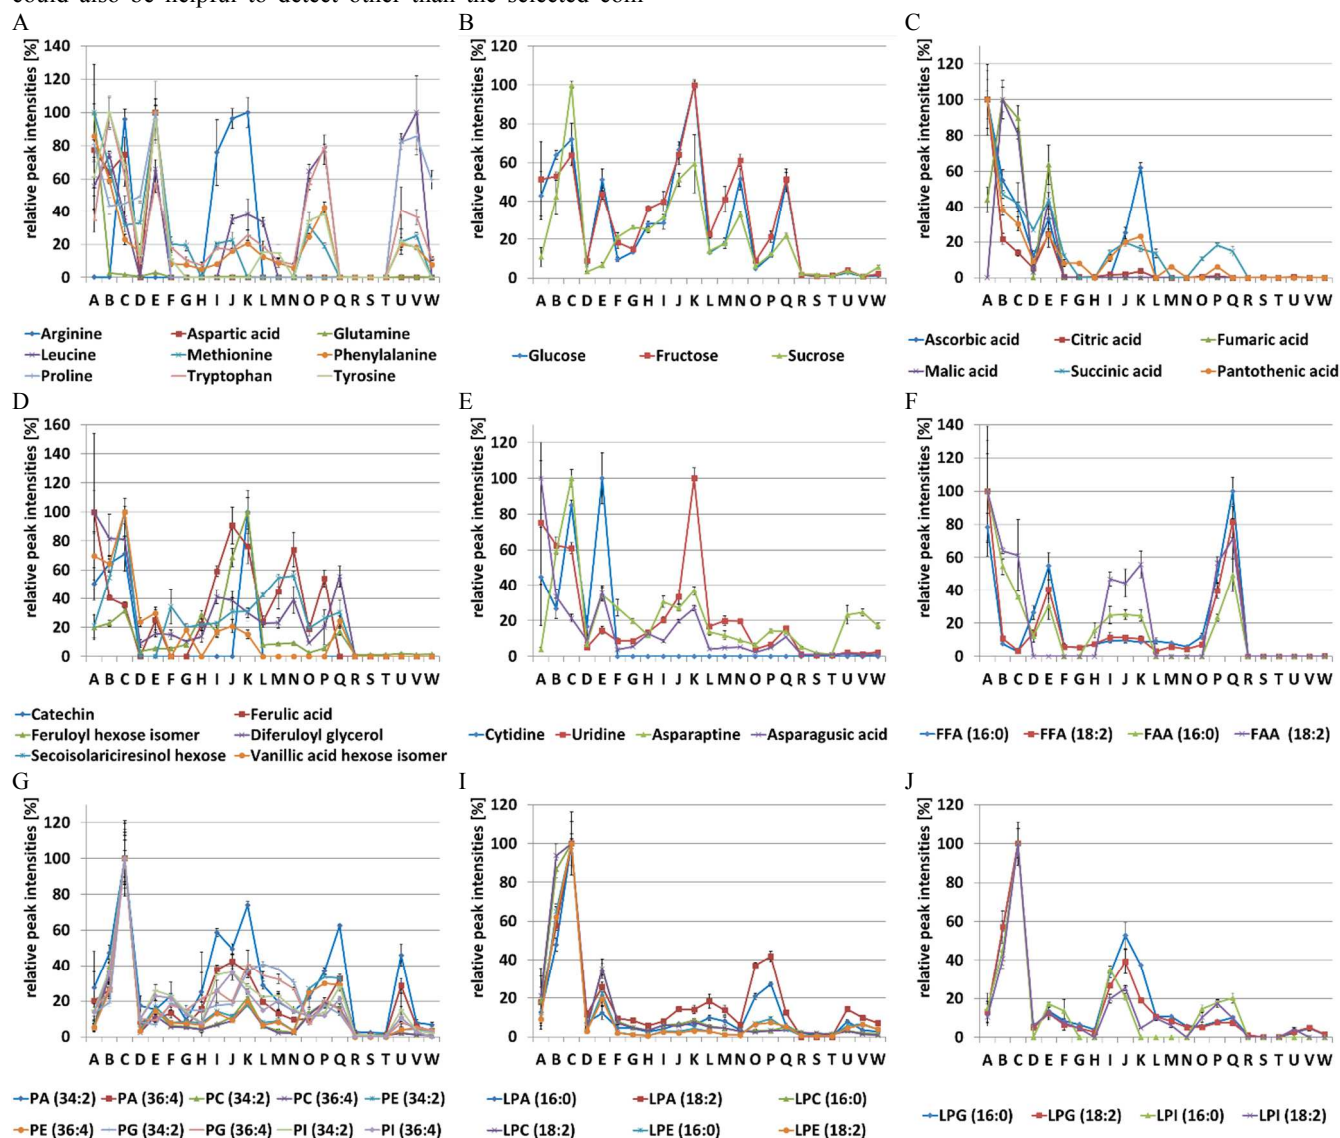 could also be helpful to detect other than the selected com-
A
B
C
relative peak intensities [%]
140
120
100
80
60
40
20
0
A B C D E F G H I J K L M N O P Q R S T U V W
Arginine Aspartic acid Glutamine
Leucine Methionine Phenylalanine
Proline Tryptophan Tyrosine
relative peak intensities [%]
120
100
80
60
40
20
0
A B C D E F G H I J K L M N O P Q R S T U V W
Glucose Fructose Sucrose
relative peak intensities [%]
120
100
80
60
40
20
0
A B C D E F G H I J K L M N O P Q R S T U V W
Ascorbic acid Citric acid Fumaric acid
Malic acid Succinic acid Pantothenic acid
D
E
F
relative peak intensities [%]
160
140
120
100
80
60
40
20
0
A B C D E F G H I J K L M N O P Q R S T U V W
Catechin Ferulic acid
Feruloyl hexose isomer Diferuloyl glycerol
Secoisolariciresinol hexose Vanillic acid hexose isomer
relative peak intensities [%]
120
100
80
60
40
20
0
A B C D E F G H I J K L M N O P Q R S T U V W
Cytidine Uridine Asparaptine Asparagusic acid
relative peak intensities [%]
140
120
100
80
60
40
20
0
A B C D E F G H I J K L M N O P Q R S T U V W
FFA (16:0) FFA (18:2) FAA (16:0) FAA (18:2)
G
I
J
relative peak intensities [%]
120
100
80
60
40
20
0
A B C D E F G H I J K L M N O P Q R S T U V W
PA (34:2) PA (36:4) PC (34:2) PC (36:4) PE (34:2)
PE (36:4) PG (34:2) PG (36:4) PI (34:2) PI (36:4)
relative peak intensities [%]
120
100
80
60
40
20
0
A B C D E F G H I J K L M N O P Q R S T U V W
LPA (16:0) LPA (18:2) LPC (16:0)
LPC (18:2) LPE (16:0) LPE (18:2)
relative peak intensities [%]
120
100
80
60
40
20
0
A B C D E F G H I J K L M N O P Q R S T U V W
LPG (16:0) LPG (18:2) LPI (16:0) LPI (18:2)